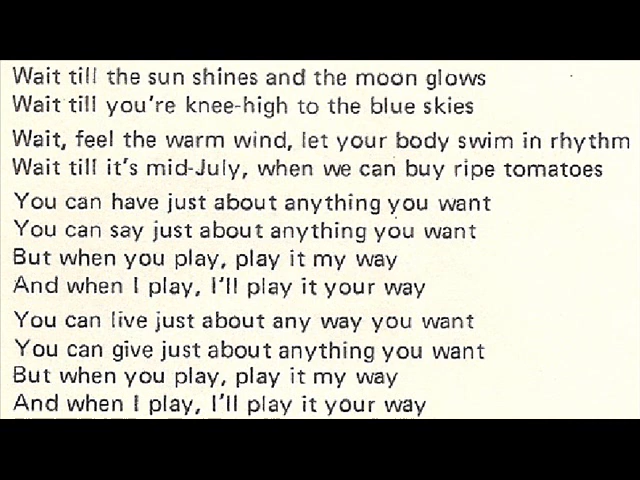 Wait till the sun shines and the moon glows
Wait till you're knee-high to the blue skies
Wait, feel the warm wind, let your body swim in rhythm
Wait till it's mid-July, when we can buy ripe tomatoes
You can have just about anything you want
You can say just about anything you want
But when you play, play it my way
And when I play, I'll play it your way
You can live just about any way you want
You can give just about anything you want
But when you play, play it my way
And when I play, I'll play it your way